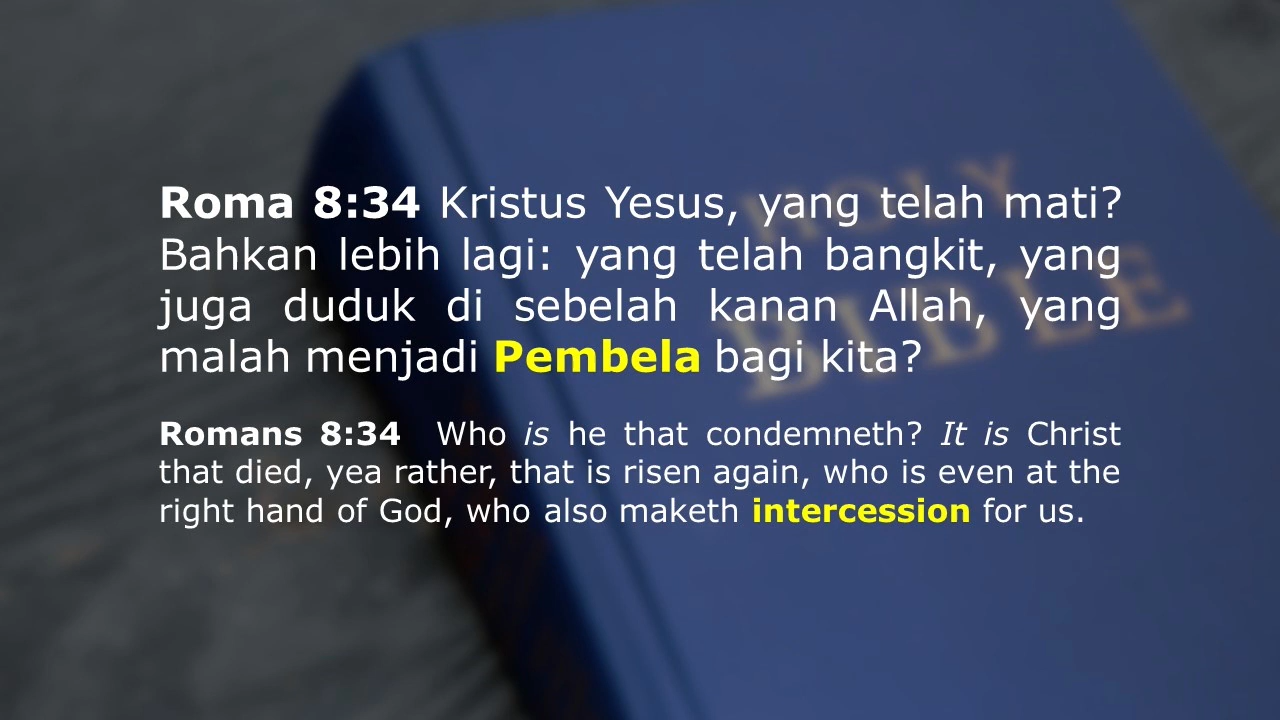 Roma 8:34 Kristus Yesus, yang telah mati?
Bahkan lebih lagi: yang telah bangkit, yang
juga duduk di sebelah kanan Allah, yang
malah menjadi Pembela bagi kita?
Romans 8:34 Who is he that condemneth? It is Christ
that died, yea rather, that is risen again, who is even at the
right hand of God, who also maketh intercession for us.
HOLY
BIBLE